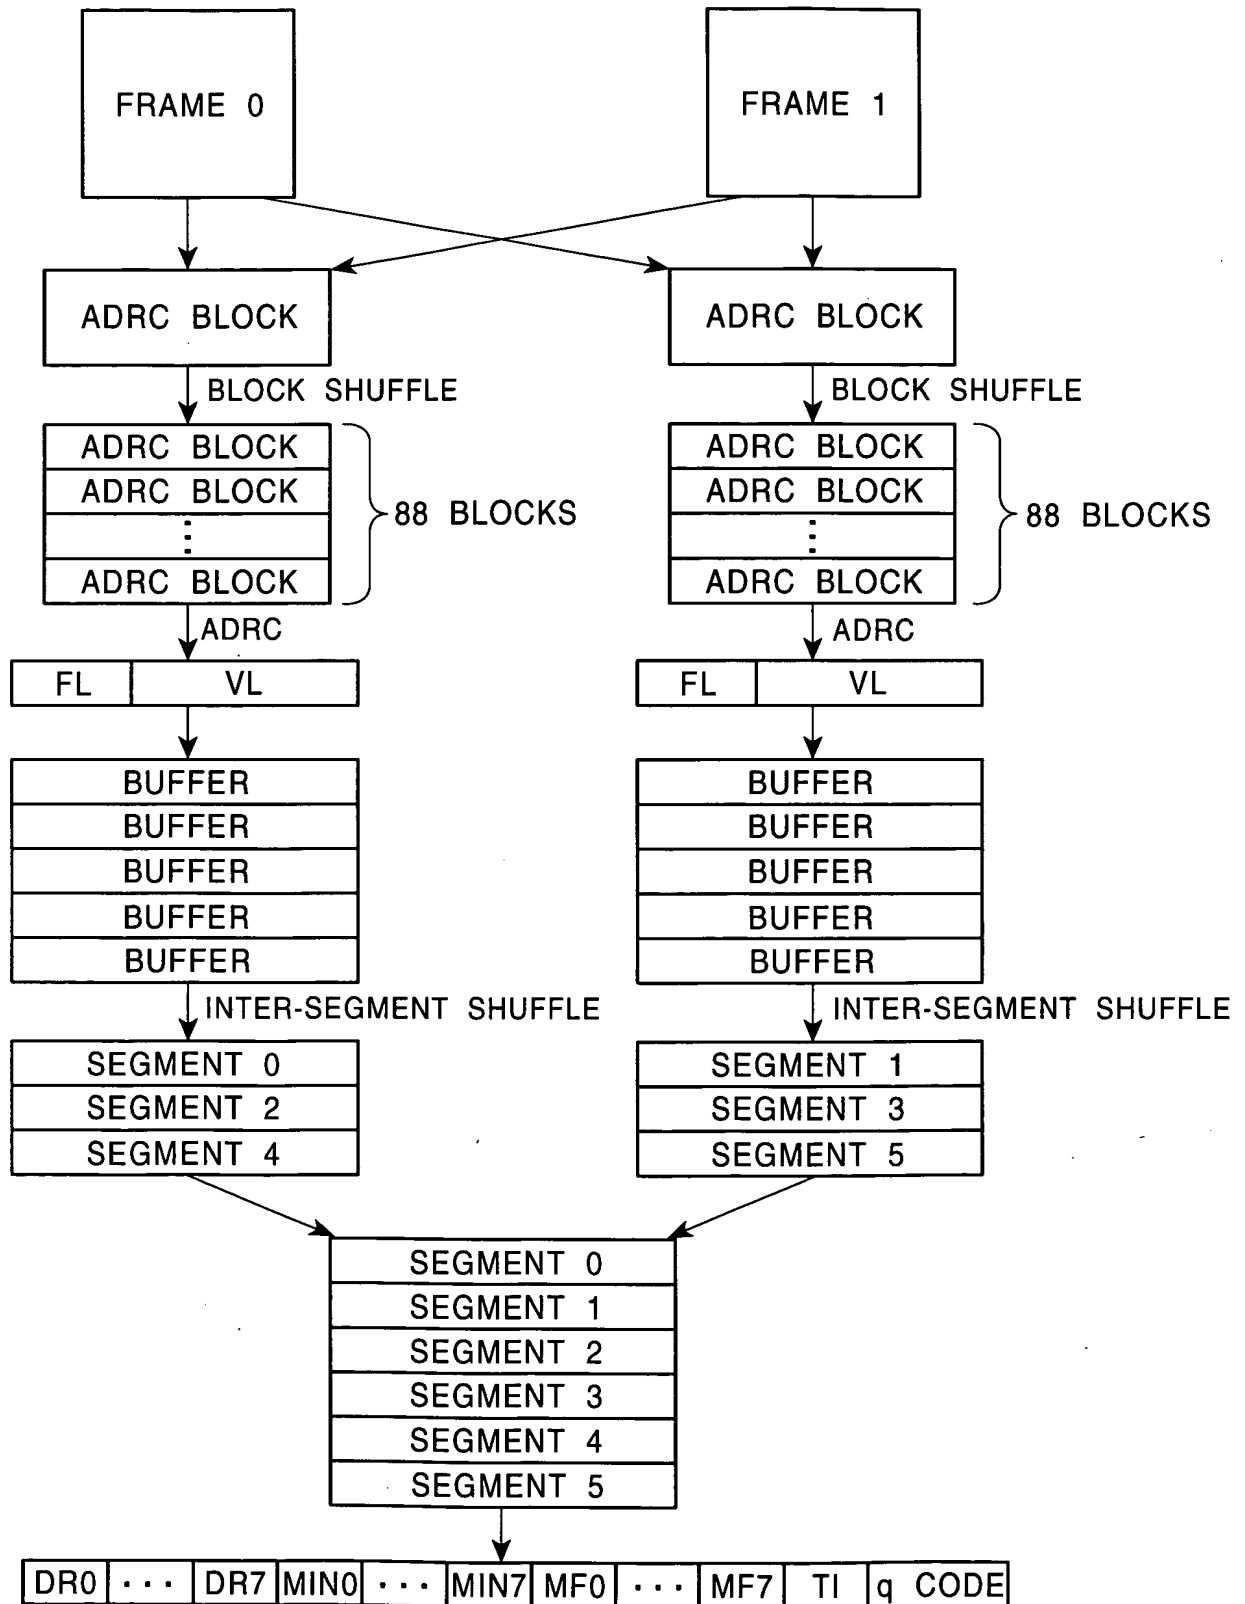 FRAME 0
FRAME 1
ADRC BLOCK
ADRC BLOCK
BLOCK SHUFFLE
BLOCK SHUFFLE
ADRC BLOCK
ADRC BLOCK
⋮
ADRC BLOCK
88 BLOCKS
ADRC BLOCK
ADRC BLOCK
⋮
ADRC BLOCK
88 BLOCKS
ADRC
ADRC
FL VL
FL VL
BUFFER
BUFFER
BUFFER
BUFFER
BUFFER
BUFFER
BUFFER
BUFFER
BUFFER
BUFFER
INTER-SEGMENT SHUFFLE
INTER-SEGMENT SHUFFLE
SEGMENT 0
SEGMENT 2
SEGMENT 4
SEGMENT 1
SEGMENT 3
SEGMENT 5
SEGMENT 0
SEGMENT 1
SEGMENT 2
SEGMENT 3
SEGMENT 4
SEGMENT 5
DR0 ··· DR7 MIN0 ··· MIN7 MF0 ··· MF7 TI q CODE